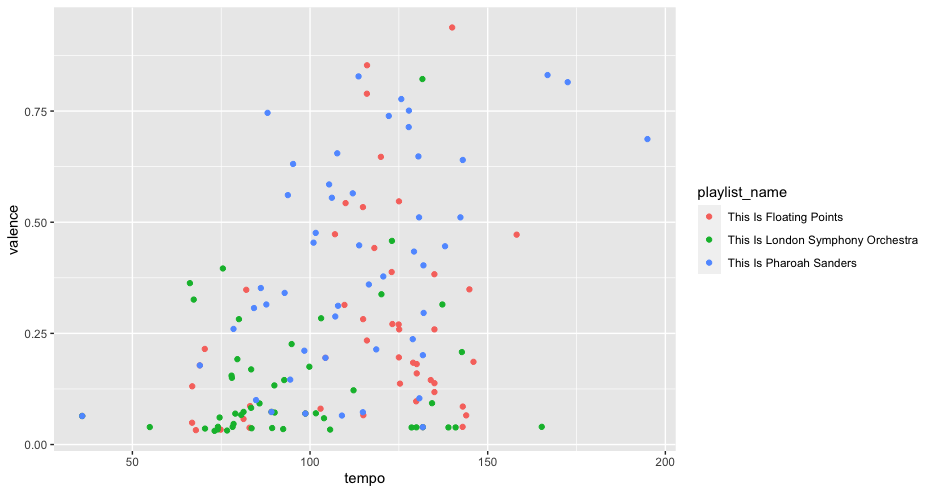 valence
0.75
0.50
0.25
0.00
50
100
150
200
tempo
playlist_name
This Is Floating Points
This Is London Symphony Orchestra
This Is Pharoah Sanders